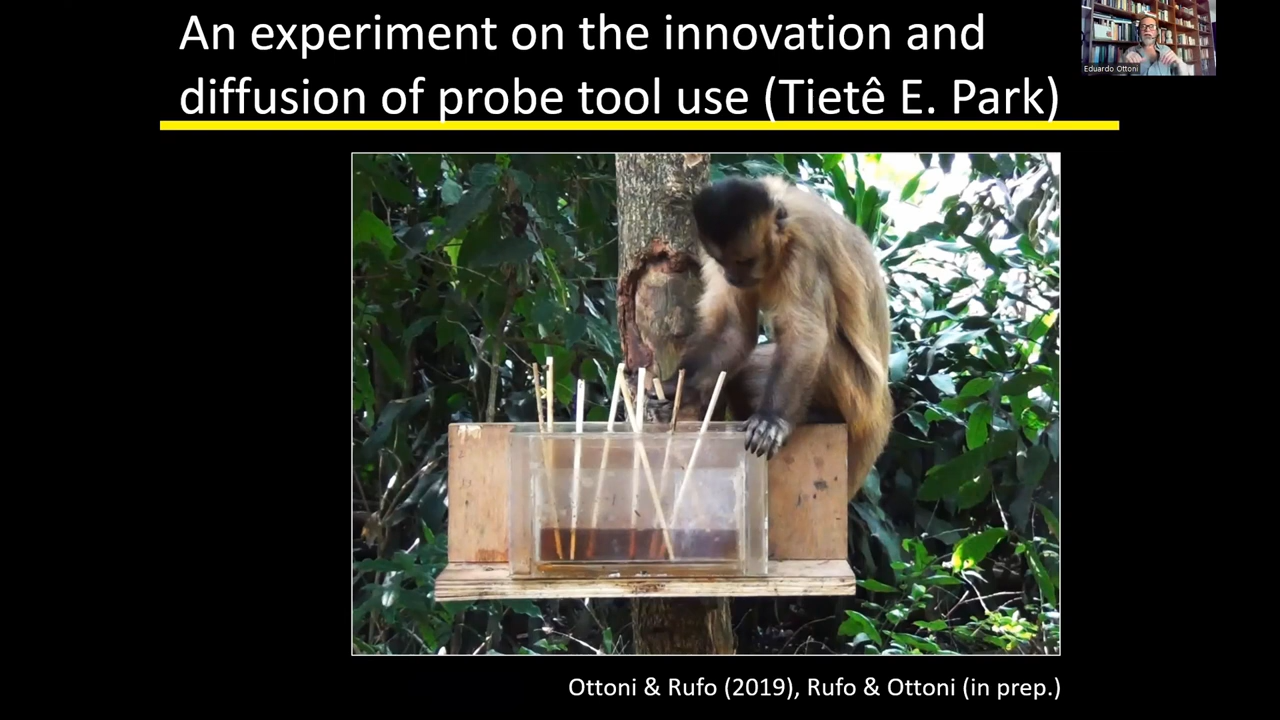 An experiment on the innovation and
diffusion of probe tool use (Tietê E. Park)
Eduardo Ottoni
Ottoni & Rufo (2019), Rufo & Ottoni (in prep.)